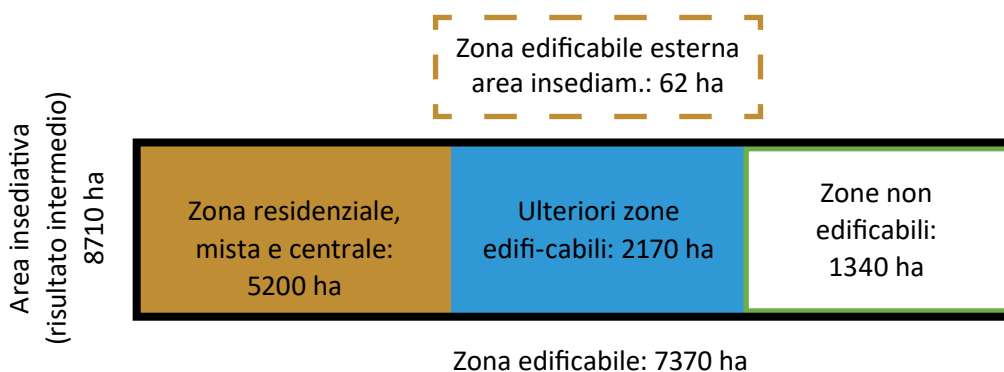 Zona edificabile esterna
area insediam.: 62 ha
Area insediativa
(risultato intermedio)
8710 ha
Zona residenziale,
mista e centrale:
5200 ha
Ulteriori zone
edifi-cabili: 2170 ha
Zone non
edificabili:
1340 ha
Zona edificabile: 7370 ha